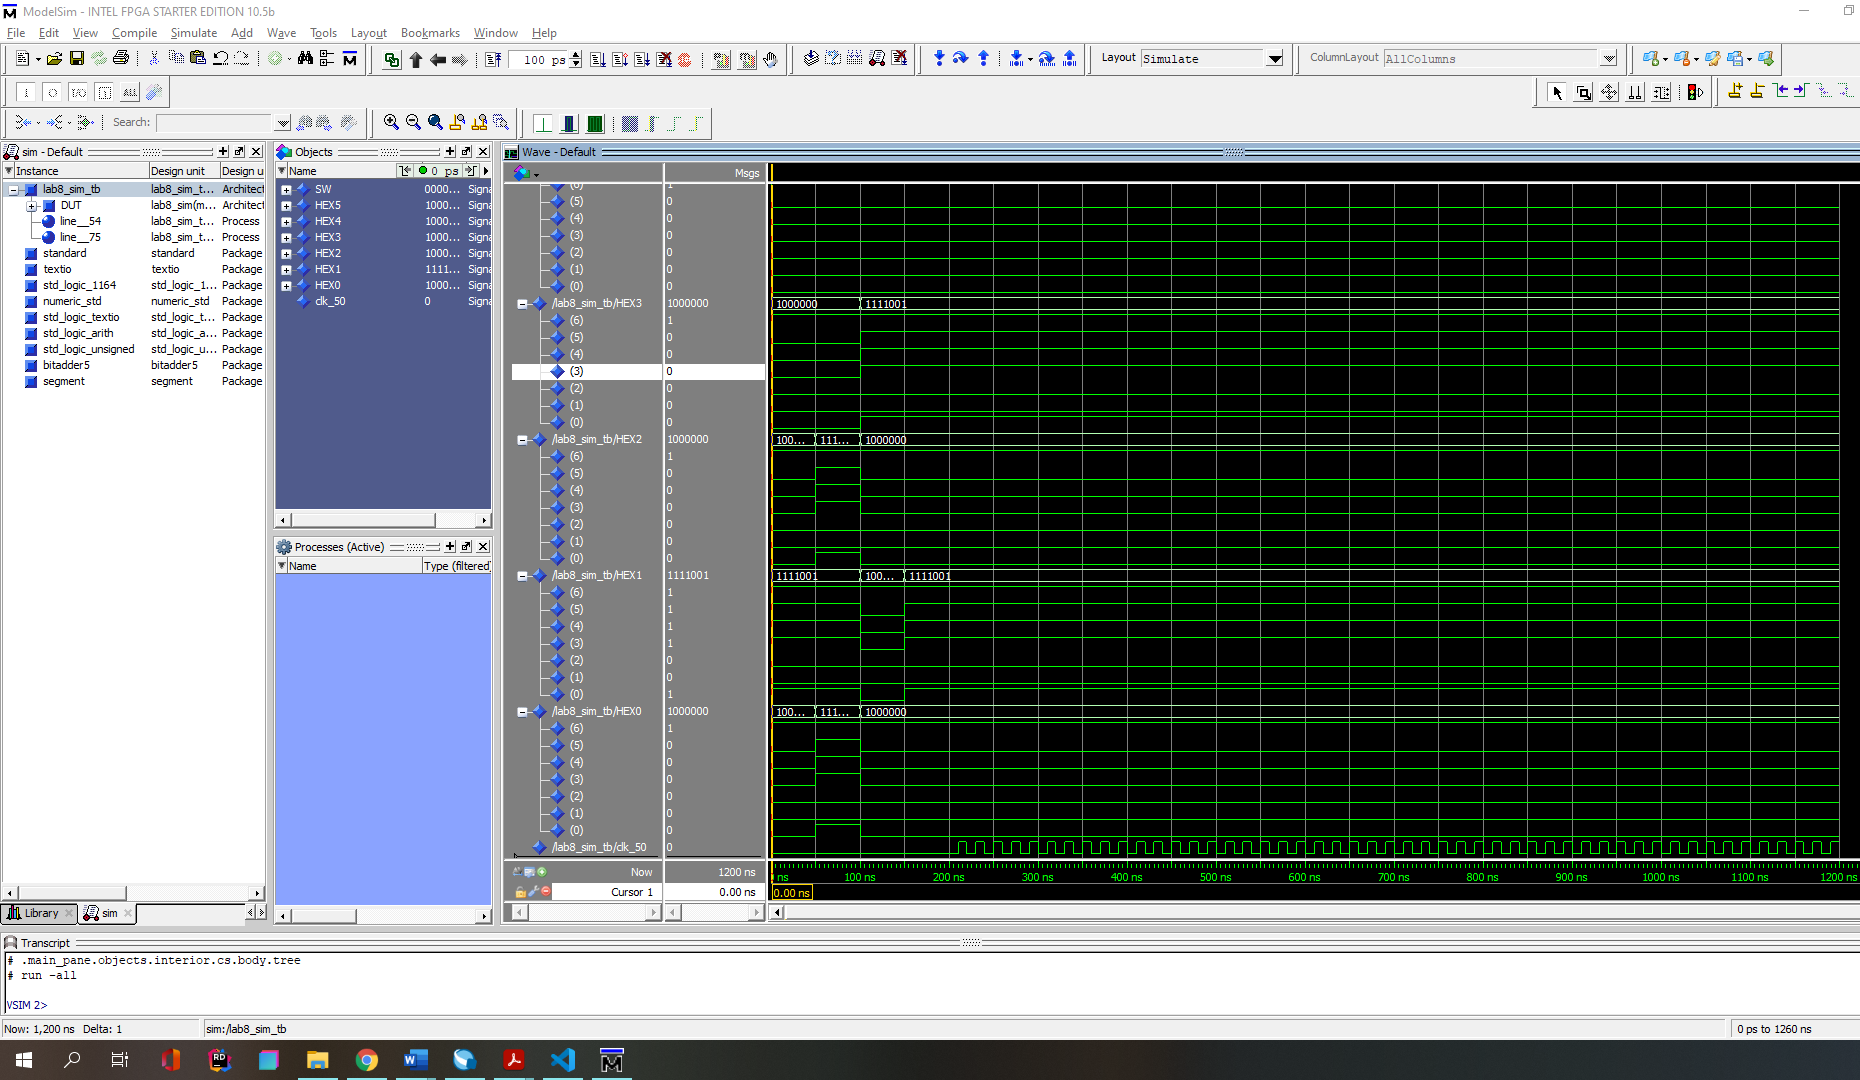 ModelSim - INTEL FPGA STARTER EDITION 10.5b
File Edit View Compile Simulate Add Wave Tools Layout Bookmarks Window Help
100 ps
Layout Simulate
ColumnLayout AllColumns
Search:
sim - Default
Instance Design unit Design u
lab8_sim_tb lab8_sim_t... Architect
DUT lab8_sim(m... Architect
line__54 lab8_sim_t... Process
line__75 lab8_sim_t... Process
standard standard Package
textio textio Package
std_logic_1164 std_logic_1... Package
numeric_std numeric_std Package
std_logic_textio std_logic_t... Package
std_logic_arith std_logic_a... Package
std_logic_unsigned std_logic_u... Package
bitadder5 bitadder5 Package
segment segment Package
Library sim
Objects
Name 0 ps
SW 0000... Signa
HEX5 1000... Signa
HEX4 1000... Signa
HEX3 1000... Signa
HEX2 1000... Signa
HEX1 1111... Signa
HEX0 1000... Signa
clk_50 0 Signa
Processes (Active)
Name Type (filtered)
Wave - Default
Msgs
(6) 1
(5) 0
(4) 0
(3) 0
(2) 0
(1) 0
(0) 0
/lab8_sim_tb/HEX3 1000000 1000000 1111001
(6) 1
(5) 0
(4) 0
(3) 0
(2) 0
(1) 0
(0) 0
/lab8_sim_tb/HEX2 1000000 100... 111... 1000000
(6) 1
(5) 0
(4) 0
(3) 0
(2) 0
(1) 0
(0) 0
/lab8_sim_tb/HEX1 1111001 1111001 100... 1111001
(6) 1
(5) 1
(4) 1
(3) 1
(2) 0
(1) 0
(0) 1
/lab8_sim_tb/HEX0 1000000 100... 111... 1000000
(6) 1
(5) 0
(4) 0
(3) 0
(2) 0
(1) 0
(0) 0
/lab8_sim_tb/clk_50 0
Now 1200 ns
ns 100 ns 200 ns 300 ns 400 ns 500 ns 600 ns 700 ns 800 ns 900 ns 1000 ns 1100 ns 1200 ns
Cursor 1 0.00 ns 0.00 ns
Transcript
# .main_pane.objects.interior.cs.body.tree
# run -all
VSIM 2>
Now: 1,200 ns Delta: 1 sim:/lab8_sim_tb 0 ps to 1260 ns